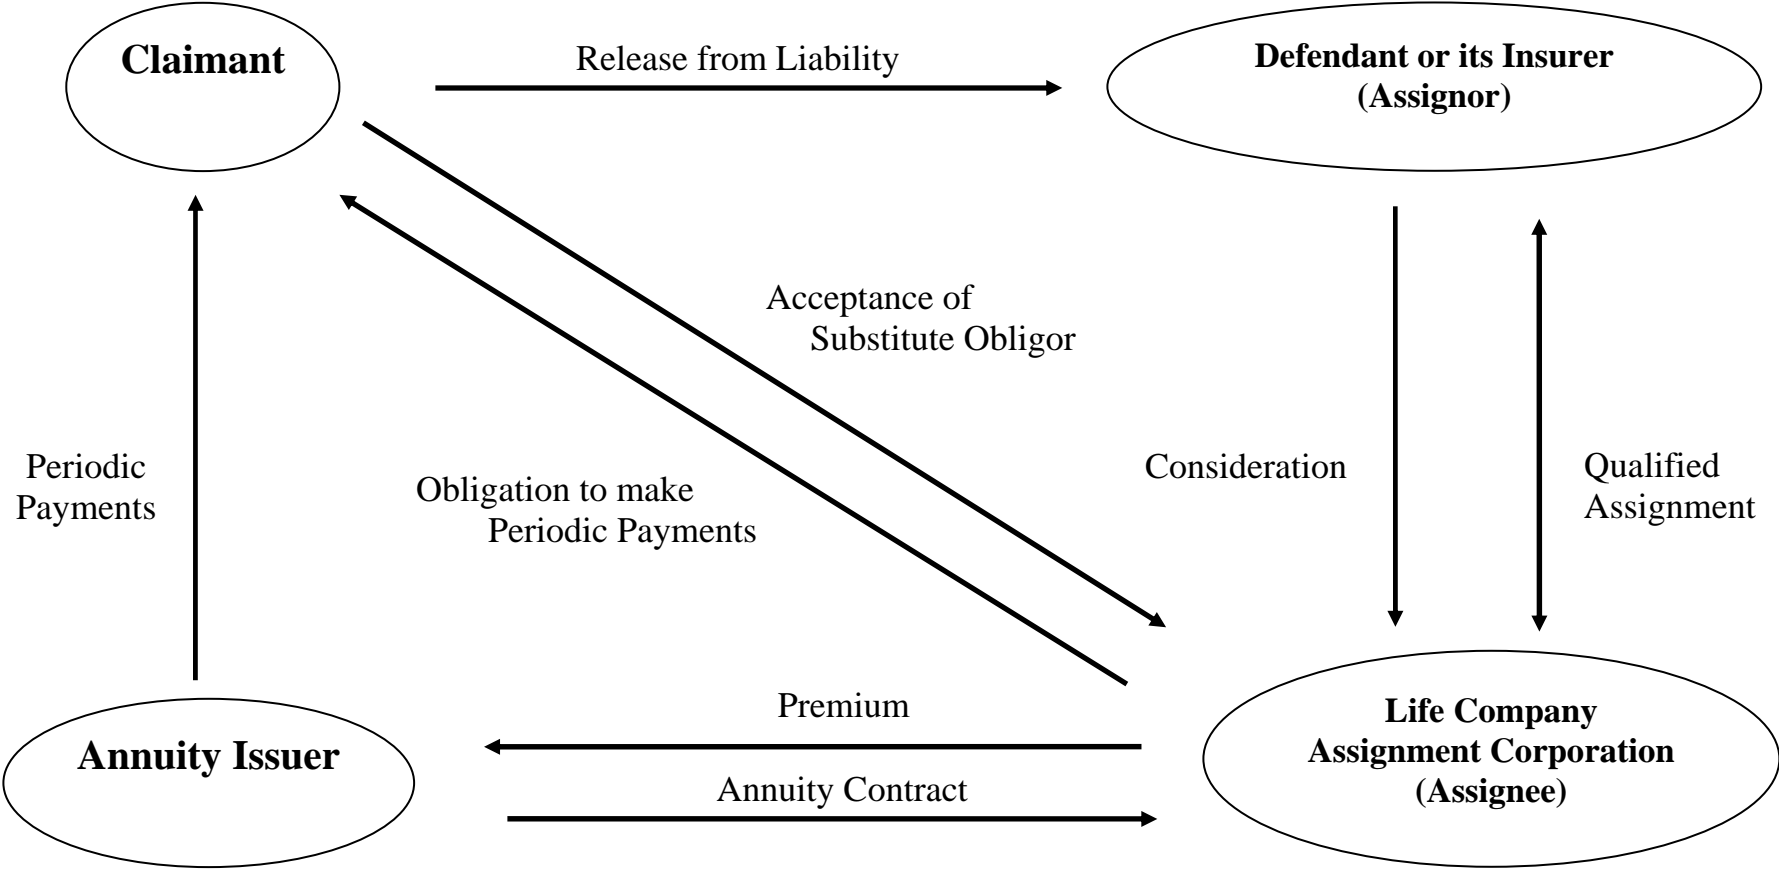 Claimant
Release from Liability
Defendant or its Insurer
(Assignor)
Acceptance of
Substitute Obligor
Periodic
Payments
Obligation to make
Periodic Payments
Consideration
Qualified
Assignment
Premium
Annuity Issuer
Annuity Contract
Life Company
Assignment Corporation
(Assignee)